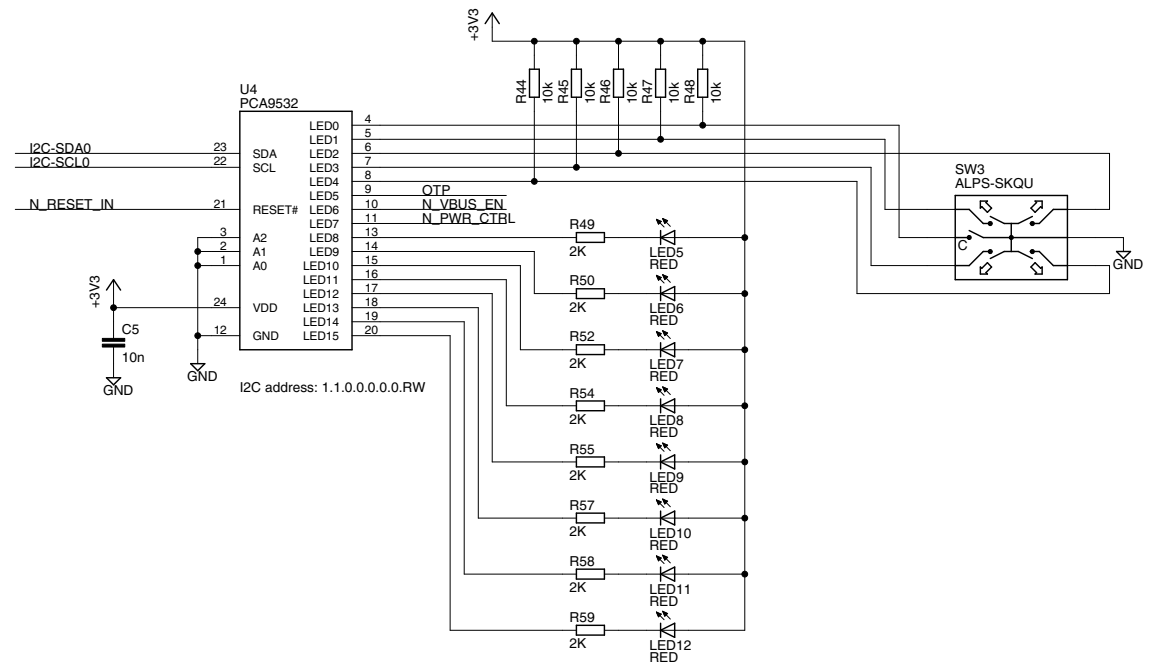 +3V3
R44
10k
R45
10k
R46
10k
R47
10k
R48
10k
U4
PCA9532
I2C-SDA0
23
SDA
I2C-SCL0
22
SCL
N_RESET_IN
21
RESET#
3
A2
2
A1
1
A0
+3V3
24
VDD
C5
10n
12
GND
GND
GND
I2C address: 1.1.0.0.0.0.0.RW
LED0
4
LED1
5
LED2
6
LED3
7
LED4
8
LED5
9
OTP
LED6
10
N_VBUS_EN
LED7
11
N_PWR_CTRL
LED8
13
LED9
14
LED10
15
LED11
16
LED12
17
LED13
18
LED14
19
LED15
20
SW3
ALPS-SKQU
C
GND
R49
2K
LED5
RED
R50
2K
LED6
RED
R52
2K
LED7
RED
R54
2K
LED8
RED
R55
2K
LED9
RED
R57
2K
LED10
RED
R58
2K
LED11
RED
R59
2K
LED12
RED